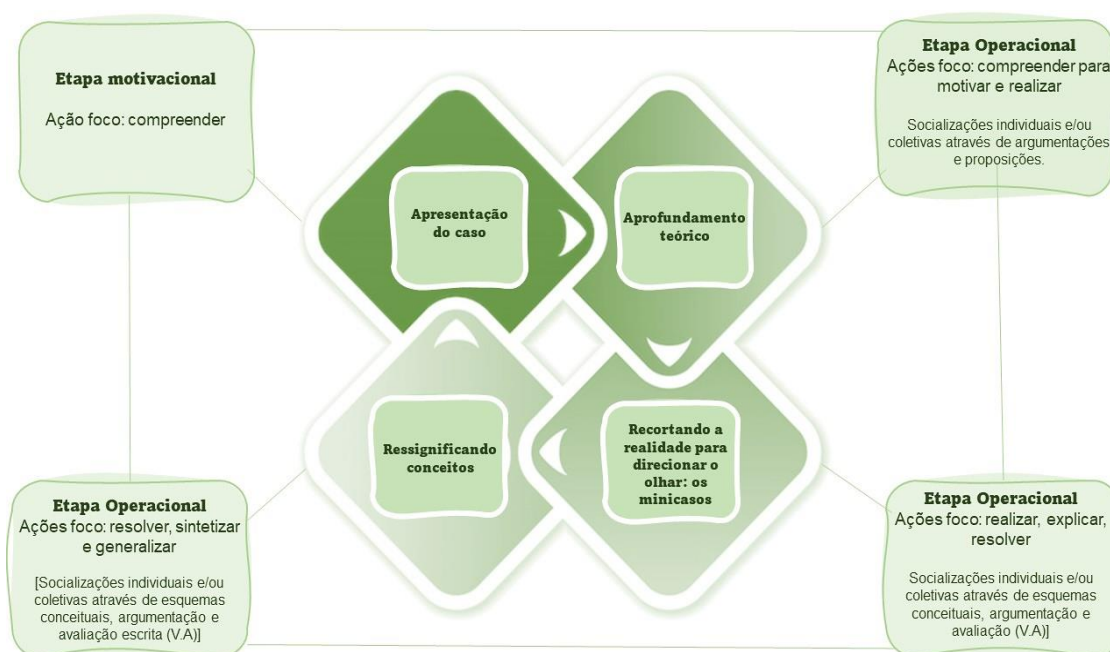 Etapa motivacional
Ação foco: compreender
Etapa Operacional
Ações foco: compreender para
motivar e realizar
Socializações individuais e/ou
coletivas através de argumentações
e proposições.
Apresentação
do caso
Aprofundamento
teórico
Ressignificando
conceitos
Recortando a
realidade para
direcionar o
olhar: os
minicasos
Etapa Operacional
Ações foco: resolver, sintetizar
e generalizar
[Socializações individuais e/ou
coletivas através de esquemas
conceituais, argumentação e
avaliação escrita (V.A)]
Etapa Operacional
Ações foco: realizar, explicar,
resolver
Socializações individuais e/ou
coletivas através de esquemas
conceituais, argumentação e
avaliação (V.A)]